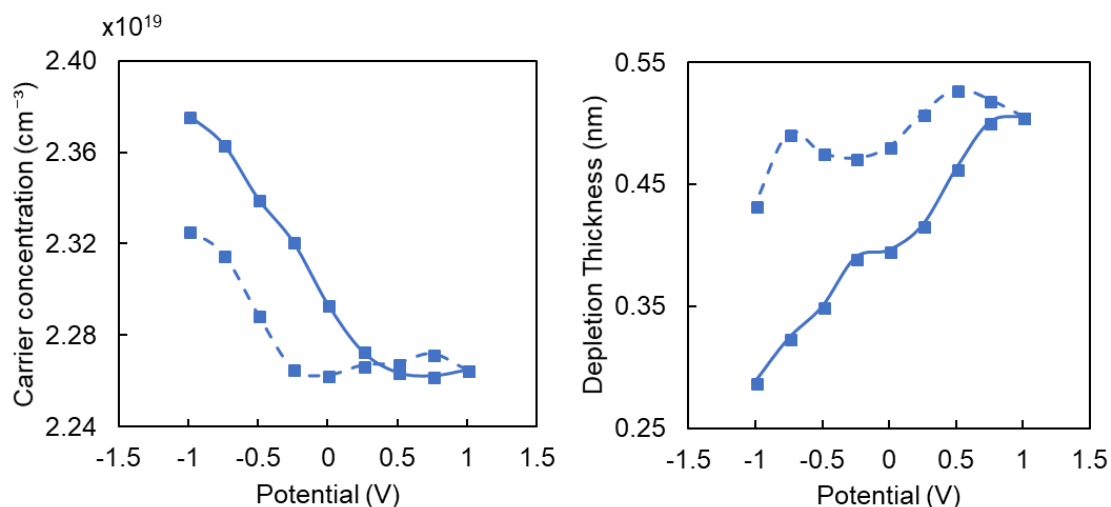 x10¹⁹
2.40
2.36
2.32
2.28
2.24
-1.5 -1 -0.5 0 0.5 1 1.5
Potential (V)
Carrier concentration (cm⁻³)
0.55
0.45
0.35
0.25
-1.5 -1 -0.5 0 0.5 1 1.5
Potential (V)
Depletion Thickness (nm)